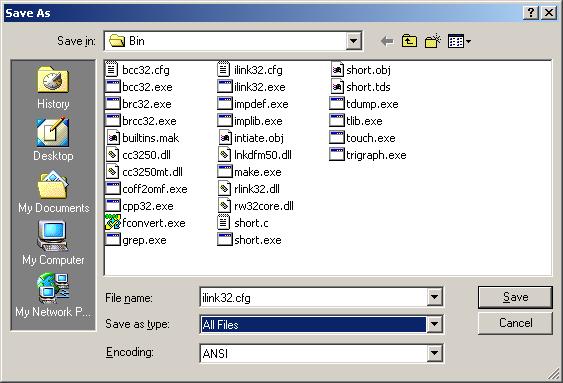 Save As
Save in: Bin
History
Desktop
My Documents
My Computer
My Network P...
bcc32.cfg
bcc32.exe
brc32.exe
brcc32.exe
builtins.mak
cc3250.dll
cc3250mt.dll
coff2omf.exe
cpp32.exe
fconvert.exe
grep.exe
ilink32.cfg
ilink32.exe
impdef.exe
implib.exe
intiate.obj
lnkdfm50.dll
make.exe
rlink32.dll
rw32core.dll
short.c
short.exe
short.obj
short.tds
tdump.exe
tlib.exe
touch.exe
trigraph.exe
File name: ilink32.cfg Save
Save as type: All Files Cancel
Encoding: ANSI